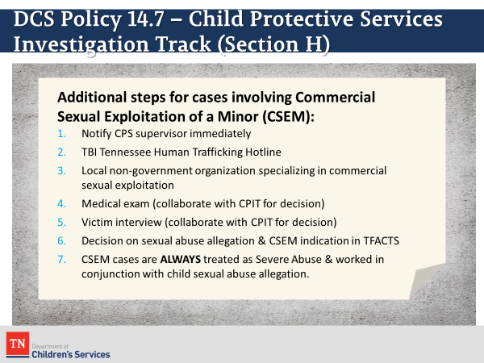 DCS Policy 14.7 – Child Protective Services
Investigation Track (Section H)
Additional steps for cases involving Commercial
Sexual Exploitation of a Minor (CSEM):
1. Notify CPS supervisor immediately
2. TBI Tennessee Human Trafficking Hotline
3. Local non-government organization specializing in commercial
sexual exploitation
4. Medical exam (collaborate with CPIT for decision)
5. Victim interview (collaborate with CPIT for decision)
6. Decision on sexual abuse allegation & CSEM indication in TFACTS
7. CSEM cases are ALWAYS treated as Severe Abuse & worked in
conjunction with child sexual abuse allegation.
TN
Department of
Children's Services